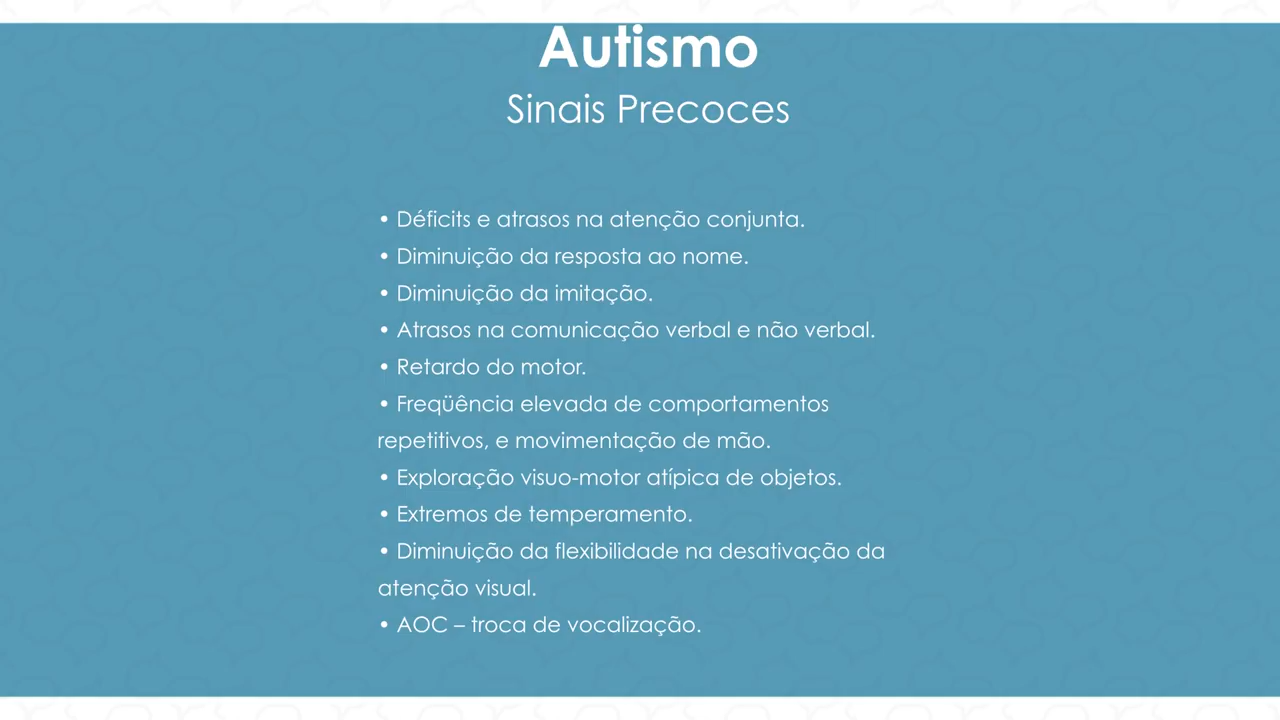 Autismo
Sinais Precoces
• Déficits e atrasos na atenção conjunta.
• Diminuição da resposta ao nome.
• Diminuição da imitação.
• Atrasos na comunicação verbal e não verbal.
• Retardo do motor.
• Freqüência elevada de comportamentos
repetitivos, e movimentação de mão.
• Exploração visuo-motor atípica de objetos.
• Extremos de temperamento.
• Diminuição da flexibilidade na desativação da
atenção visual.
• AOC – troca de vocalização.